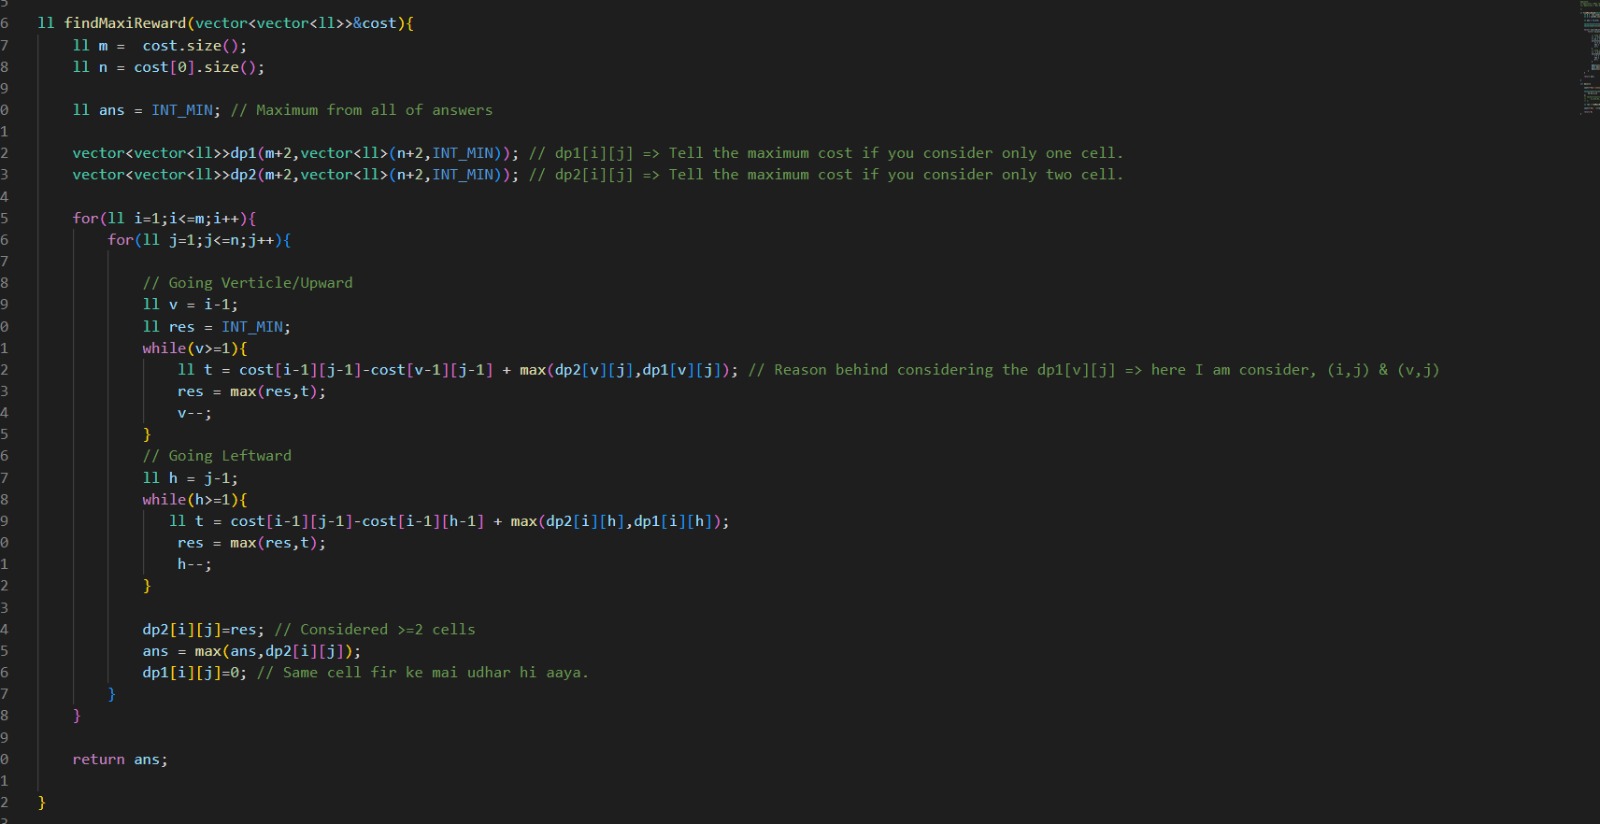 5
6 ll findMaxiReward(vector<vector<ll>>&cost){
7 ll m =  cost.size();
8 ll n = cost[0].size();
9
0 ll ans = INT_MIN; // Maximum from all of answers
1
2 vector<vector<ll>>dp1(m+2,vector<ll>(n+2,INT_MIN)); // dp1[i][j] => Tell the maximum cost if you consider only one cell.
3 vector<vector<ll>>dp2(m+2,vector<ll>(n+2,INT_MIN)); // dp2[i][j] => Tell the maximum cost if you consider only two cell.
4
5 for(ll i=1;i<=m;i++){
6 for(ll j=1;j<=n;j++){
7
8 // Going Verticle/Upward
9 ll v = i-1;
0 ll res = INT_MIN;
1 while(v>=1){
2 ll t = cost[i-1][j-1]-cost[v-1][j-1] + max(dp2[v][j],dp1[v][j]); // Reason behind considering the dp1[v][j] => here I am consider, (i,j) & (v,j)
3 res = max(res,t);
4 v--;
5 }
6 // Going Leftward
7 ll h = j-1;
8 while(h>=1){
9 ll t = cost[i-1][j-1]-cost[i-1][h-1] + max(dp2[i][h],dp1[i][h]);
0 res = max(res,t);
1 h--;
2 }
3
4 dp2[i][j]=res; // Considered >=2 cells
5 ans = max(ans,dp2[i][j]);
6 dp1[i][j]=0; // Same cell fir ke mai udhar hi aaya.
7 }
8 }
9
0 return ans;
1
2 }
3